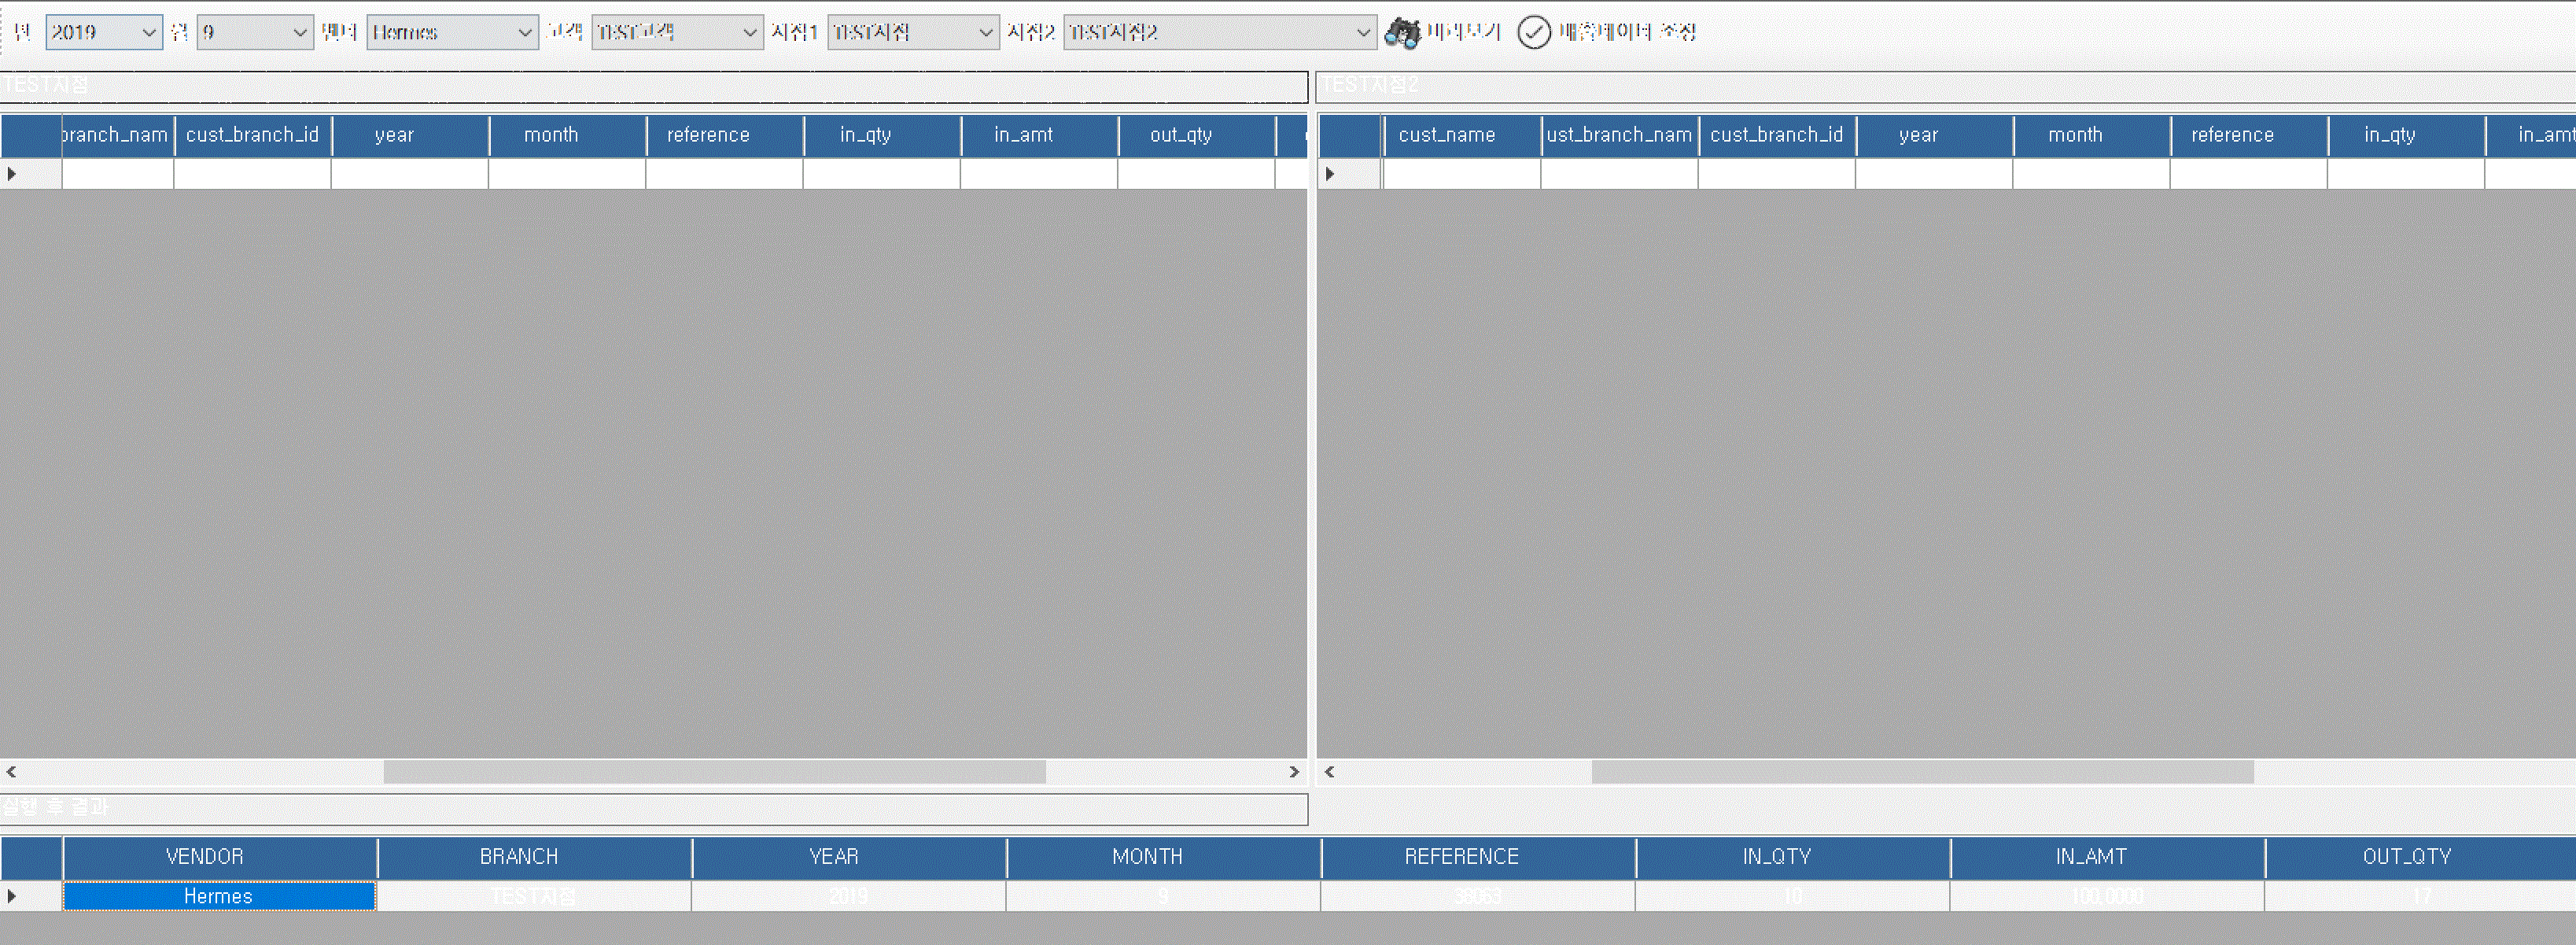 년 2019 월 9 벤더 Hermes 고객 TEST고객 지점1 TEST지점 지점2 TEST지점2 미리보기 매출데이터 조정
TEST지점 TEST지점2
branch_nam cust_branch_id year month reference in_qty in_amt out_qty
cust_name ust_branch_nam cust_branch_id year month reference in_qty in_amt
실행 후 결과
VENDOR BRANCH YEAR MONTH REFERENCE IN_QTY IN_AMT OUT_QTY
Hermes TEST지점 2019 9 10 100.0000 17